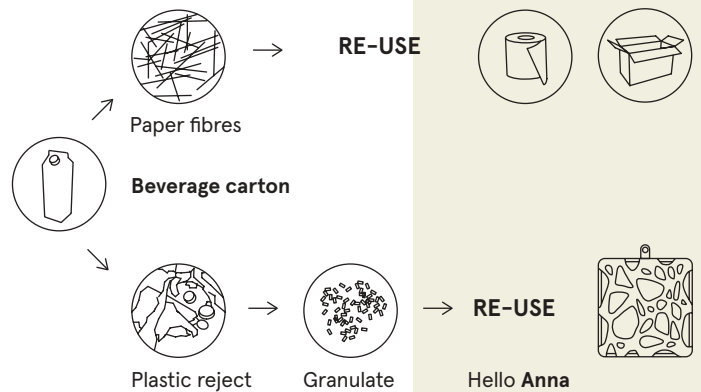 RE-USE
Paper fibres
Beverage carton
RE-USE
Plastic reject
Granulate
Hello Anna